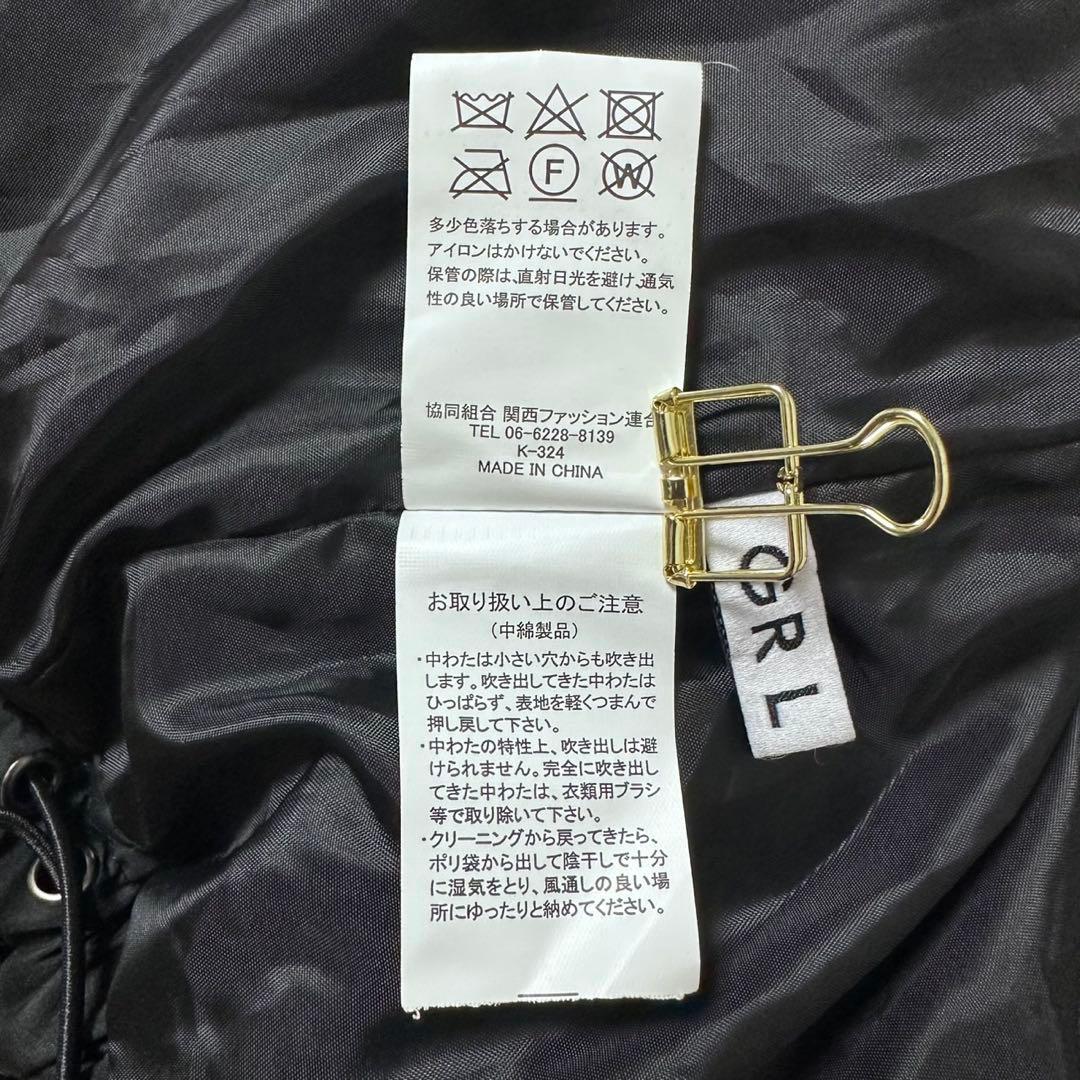 F
W
多少色落ちする場合があります。
アイロンはかけないでください。
保管の際は、直射日光を避け、通気
性の良い場所で保管してください。
協同組合 関西ファッション連合
TEL 06-6228-8139
K-324
MADE IN CHINA
GRL
お取り扱い上のご注意
(中綿製品)
・中わたは小さい穴からも吹き出
します。吹き出してきた中わたは
ひっぱらず、表地を軽くつまんで
押し戻して下さい。
・中わたの特性上、吹き出しは避
けられません。完全に吹き出し
てきた中わたは、衣類用ブラシ
等で取り除いて下さい。
・クリーニングから戻ってきたら、
ポリ袋から出して陰干しで十分
に湿気をとり、風通しの良い場
所にゆったりと納めてください。